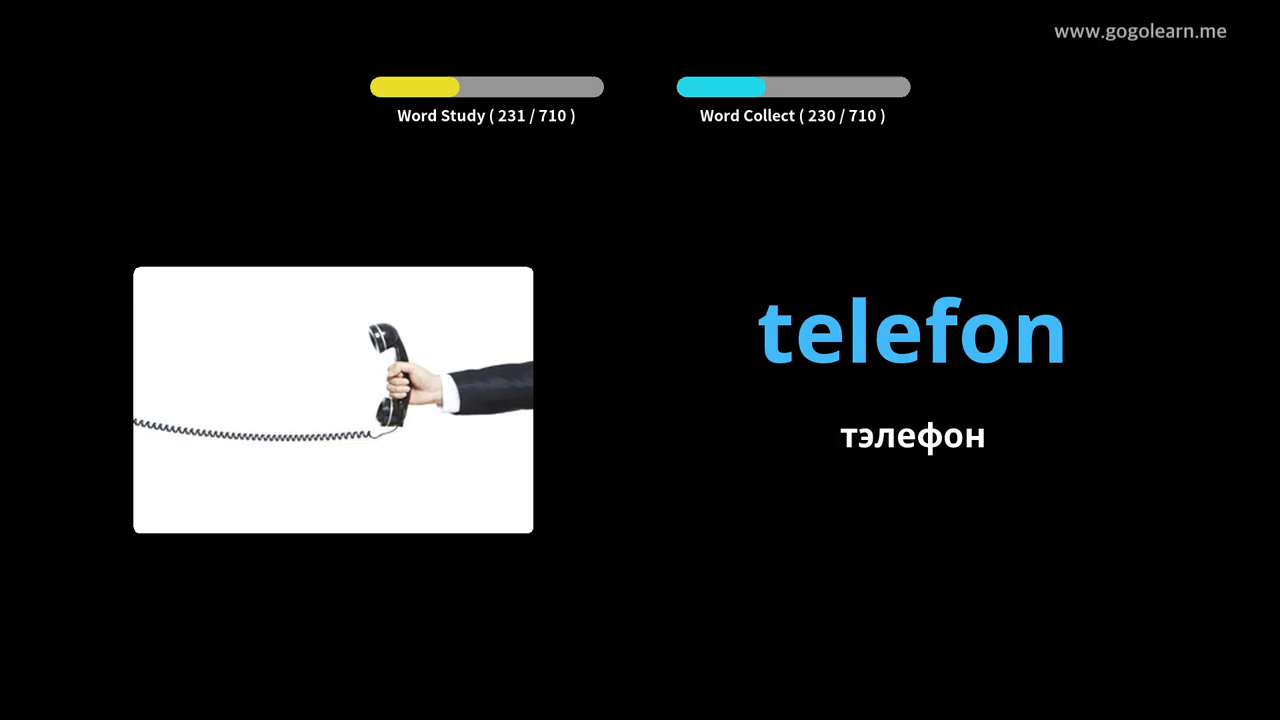 www.gogolearn.me
Word Study ( 231 / 710 )
Word Collect ( 230 / 710 )
telefon
тэлефон